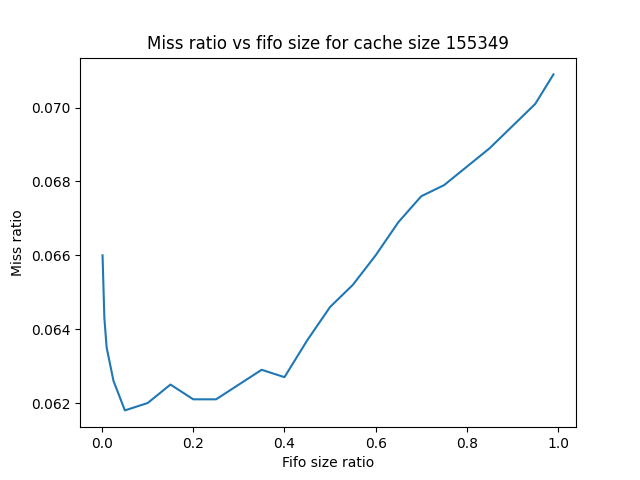 Miss ratio vs fifo size for cache size 155349
0.070
0.068
0.066
0.064
0.062
Miss ratio
0.0 0.2 0.4 0.6 0.8 1.0
Fifo size ratio